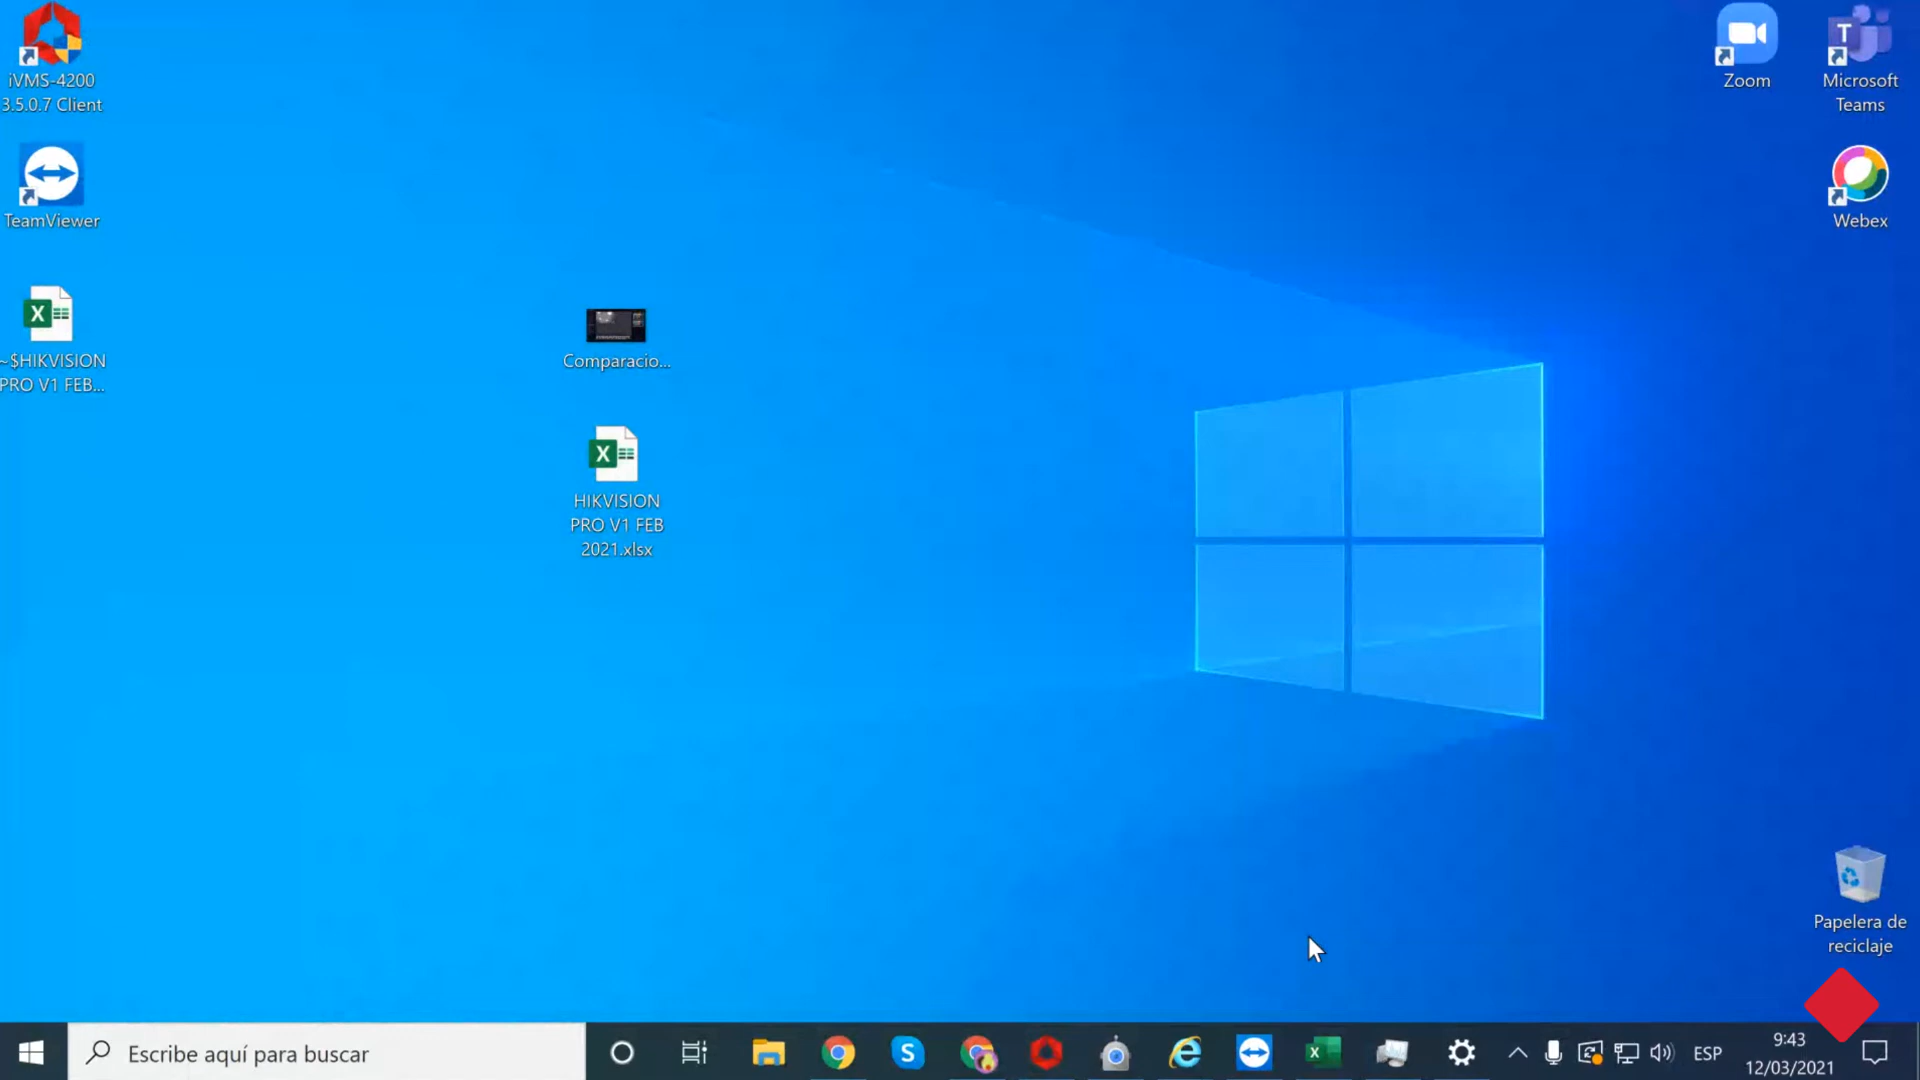 iVMS-4200
3.5.0.7 Client
TeamViewer
~$HIKVISION
PRO V1 FEB...
Comparacio...
HIKVISION
PRO V1 FEB
2021.xlsx
Zoom
Microsoft
Teams
Webex
Papelera de
reciclaje
Escribe aquí para buscar
ESP
9:43
12/03/2021